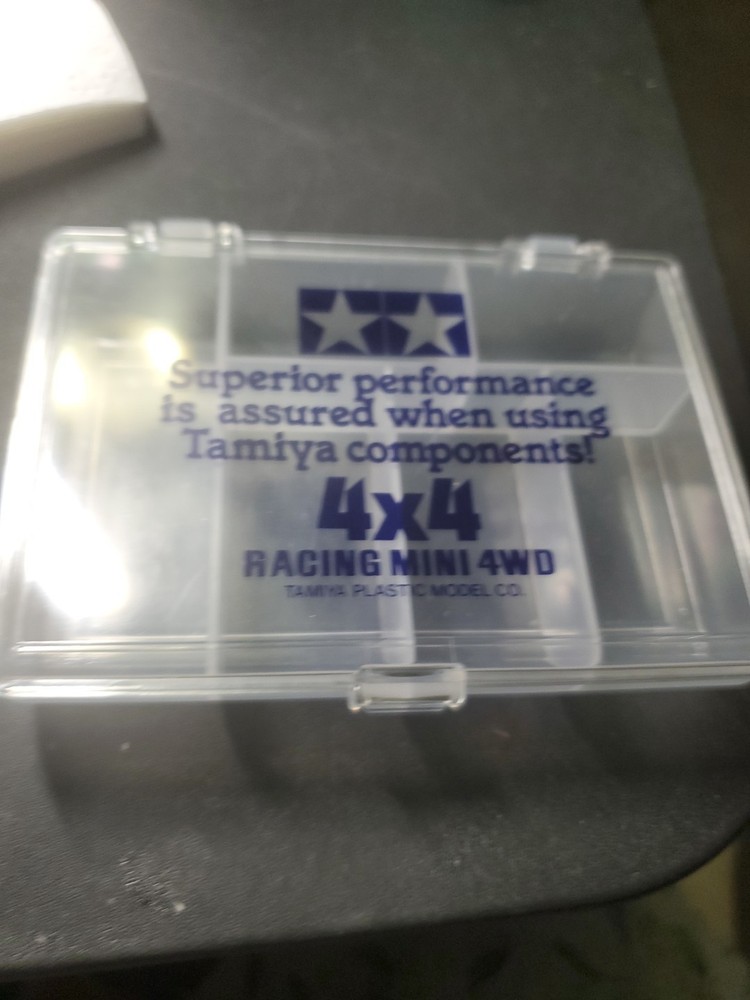 Superior performance
is assured when using
Tamiya components!
4x4
RACING MINI 4WD
TAMIYA PLASTIC MODEL CO.